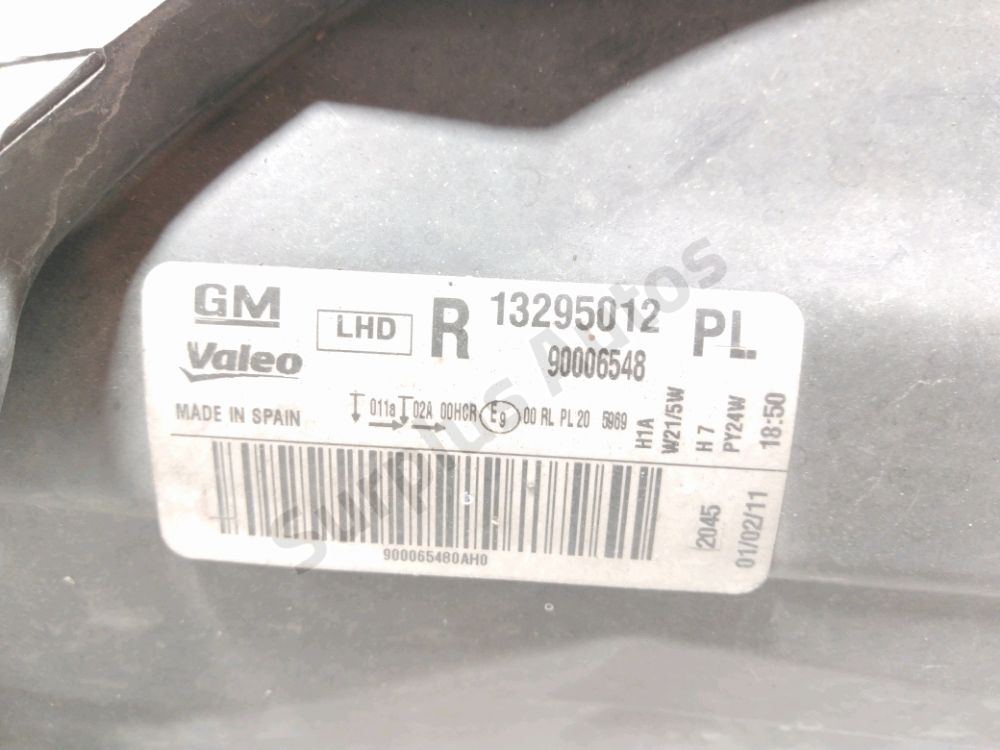 GM
Valeo
LHD
R
13295012
90006548
PL
MADE IN SPAIN
011a 02A 00HCR E9 00 RL PL 20 5969
H1A
W21/5W
H7
PY24W
18:50
900065480AH0
2045
01/02/11
Surplus Autos